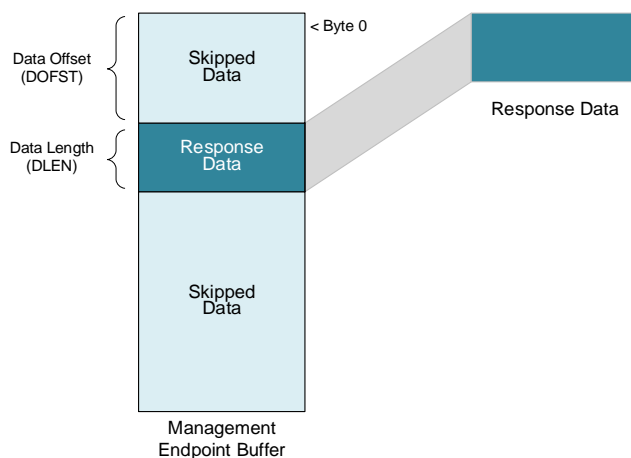 < Byte 0
Data Offset
(DOFST)
Skipped
Data
Response Data
Data Length
(DLEN)
Response
Data
Skipped
Data
Management
Endpoint Buffer